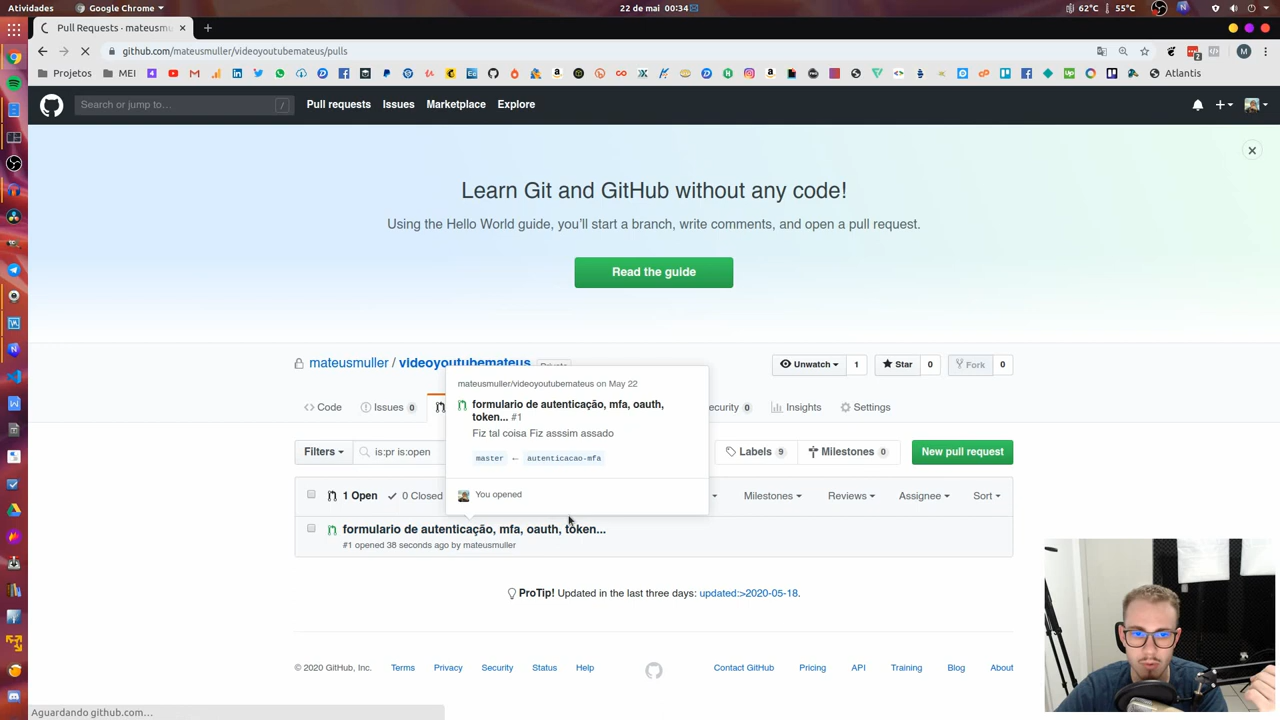 Atividades
Google Chrome
22 de mai 00:34
62°C
55°C
Pull Requests · mateusmu
github.com/mateusmuller/videoyoutubemateus/pulls
Projetos
MEI
Atlantis
Search or jump to…
/
Pull requests
Issues
Marketplace
Explore
Learn Git and GitHub without any code!
Using the Hello World guide, you’ll start a branch, write comments, and open a pull request.
Read the guide
mateusmuller / videoyoutubemateus
Private
Unwatch
1
Star
0
Fork
0
Code
Issues 0
ecurity 0
Insights
Settings
mateusmuller/videoyoutubemateus on May 22
formulario de autenticação, mfa, oauth,
token... #1
Fiz tal coisa Fiz asssim assado
master ← autenticacao-mfa
You opened
Filters
is:pr is:open
Labels 9
Milestones 0
New pull request
1 Open
0 Closed
Milestones
Reviews
Assignee
Sort
formulario de autenticação, mfa, oauth, token...
#1 opened 38 seconds ago by mateusmuller
ProTip! Updated in the last three days: updated:>2020-05-18.
© 2020 GitHub, Inc.
Terms
Privacy
Security
Status
Help
Contact GitHub
Pricing
API
Training
Blog
About
Aguardando github.com…